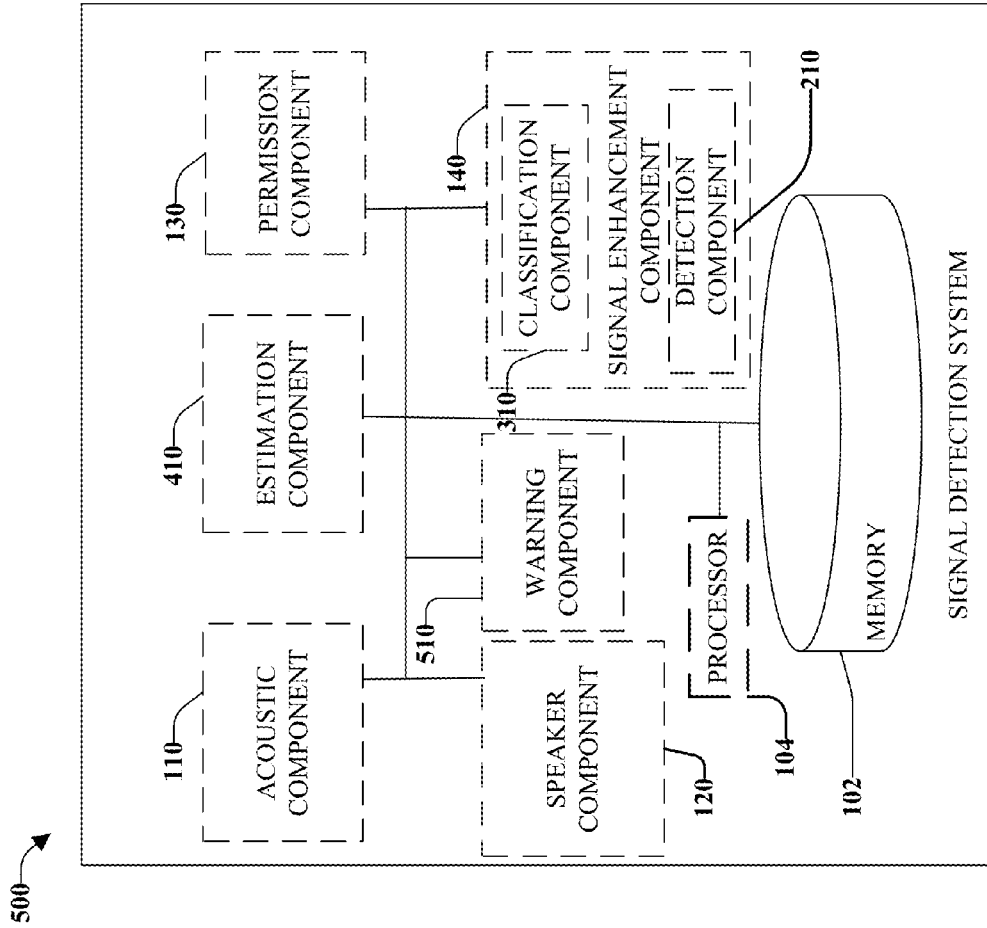 500
110
ACOUSTIC
COMPONENT
410
ESTIMATION
COMPONENT
130
PERMISSION
COMPONENT
510
WARNING
COMPONENT
SPEAKER
COMPONENT
120
310
140
CLASSIFICATION
COMPONENT
SIGNAL ENHANCEMENT
COMPONENT
DETECTION
COMPONENT
210
PROCESSOR
104
MEMORY
102
SIGNAL DETECTION SYSTEM